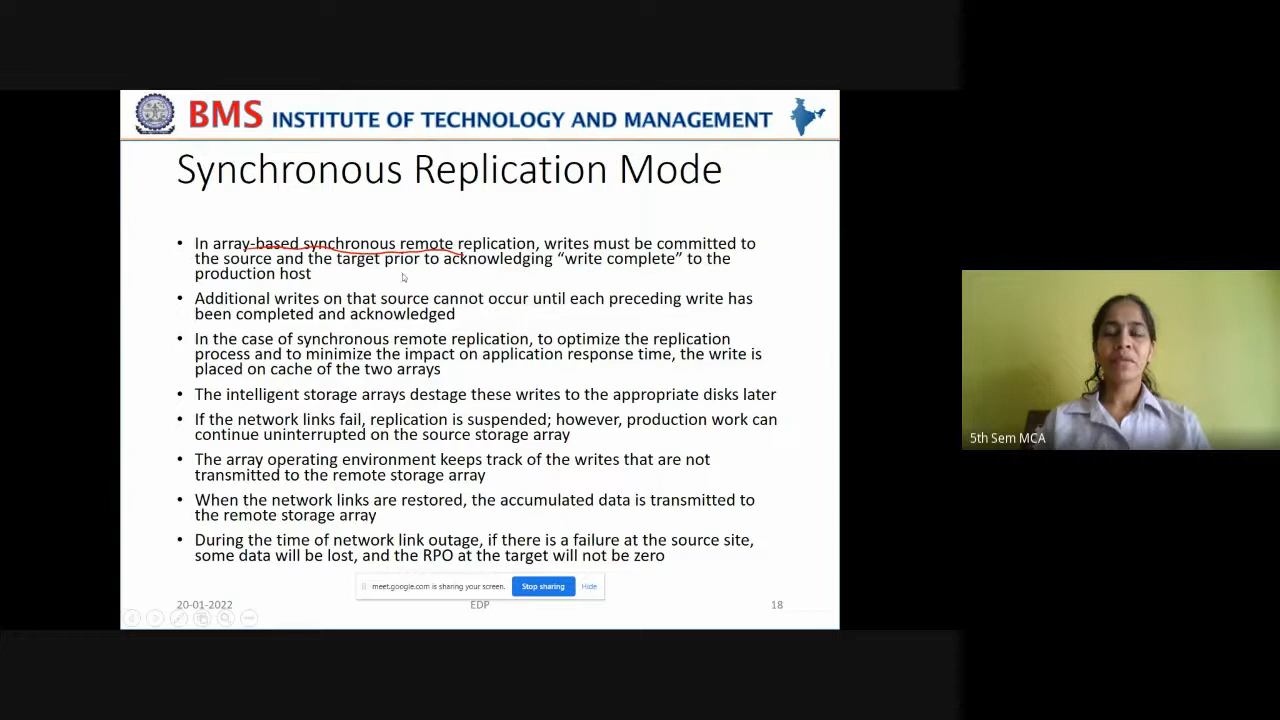 BMS INSTITUTE OF TECHNOLOGY AND MANAGEMENT
Synchronous Replication Mode
• In array-based synchronous remote replication, writes must be committed to
the source and the target prior to acknowledging “write complete” to the
production host
• Additional writes on that source cannot occur until each preceding write has
been completed and acknowledged
• In the case of synchronous remote replication, to optimize the replication
process and to minimize the impact on application response time, the write is
placed on cache of the two arrays
• The intelligent storage arrays destage these writes to the appropriate disks later
• If the network links fail, replication is suspended; however, production work can
continue uninterrupted on the source storage array
• The array operating environment keeps track of the writes that are not
transmitted to the remote storage array
• When the network links are restored, the accumulated data is transmitted to
the remote storage array
• During the time of network link outage, if there is a failure at the source site,
some data will be lost, and the RPO at the target will not be zero
meet.google.com is sharing your screen. Stop sharing Hide
20-01-2022 EDP 18
5th Sem MCA